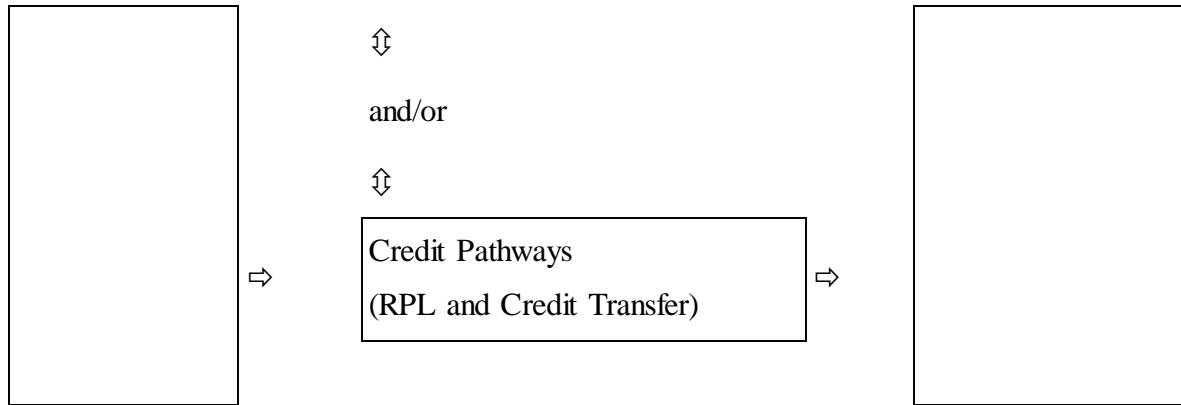 ⇳
and/or
⇳
Credit Pathways
⇨ ⇨
(RPL and Credit Transfer)